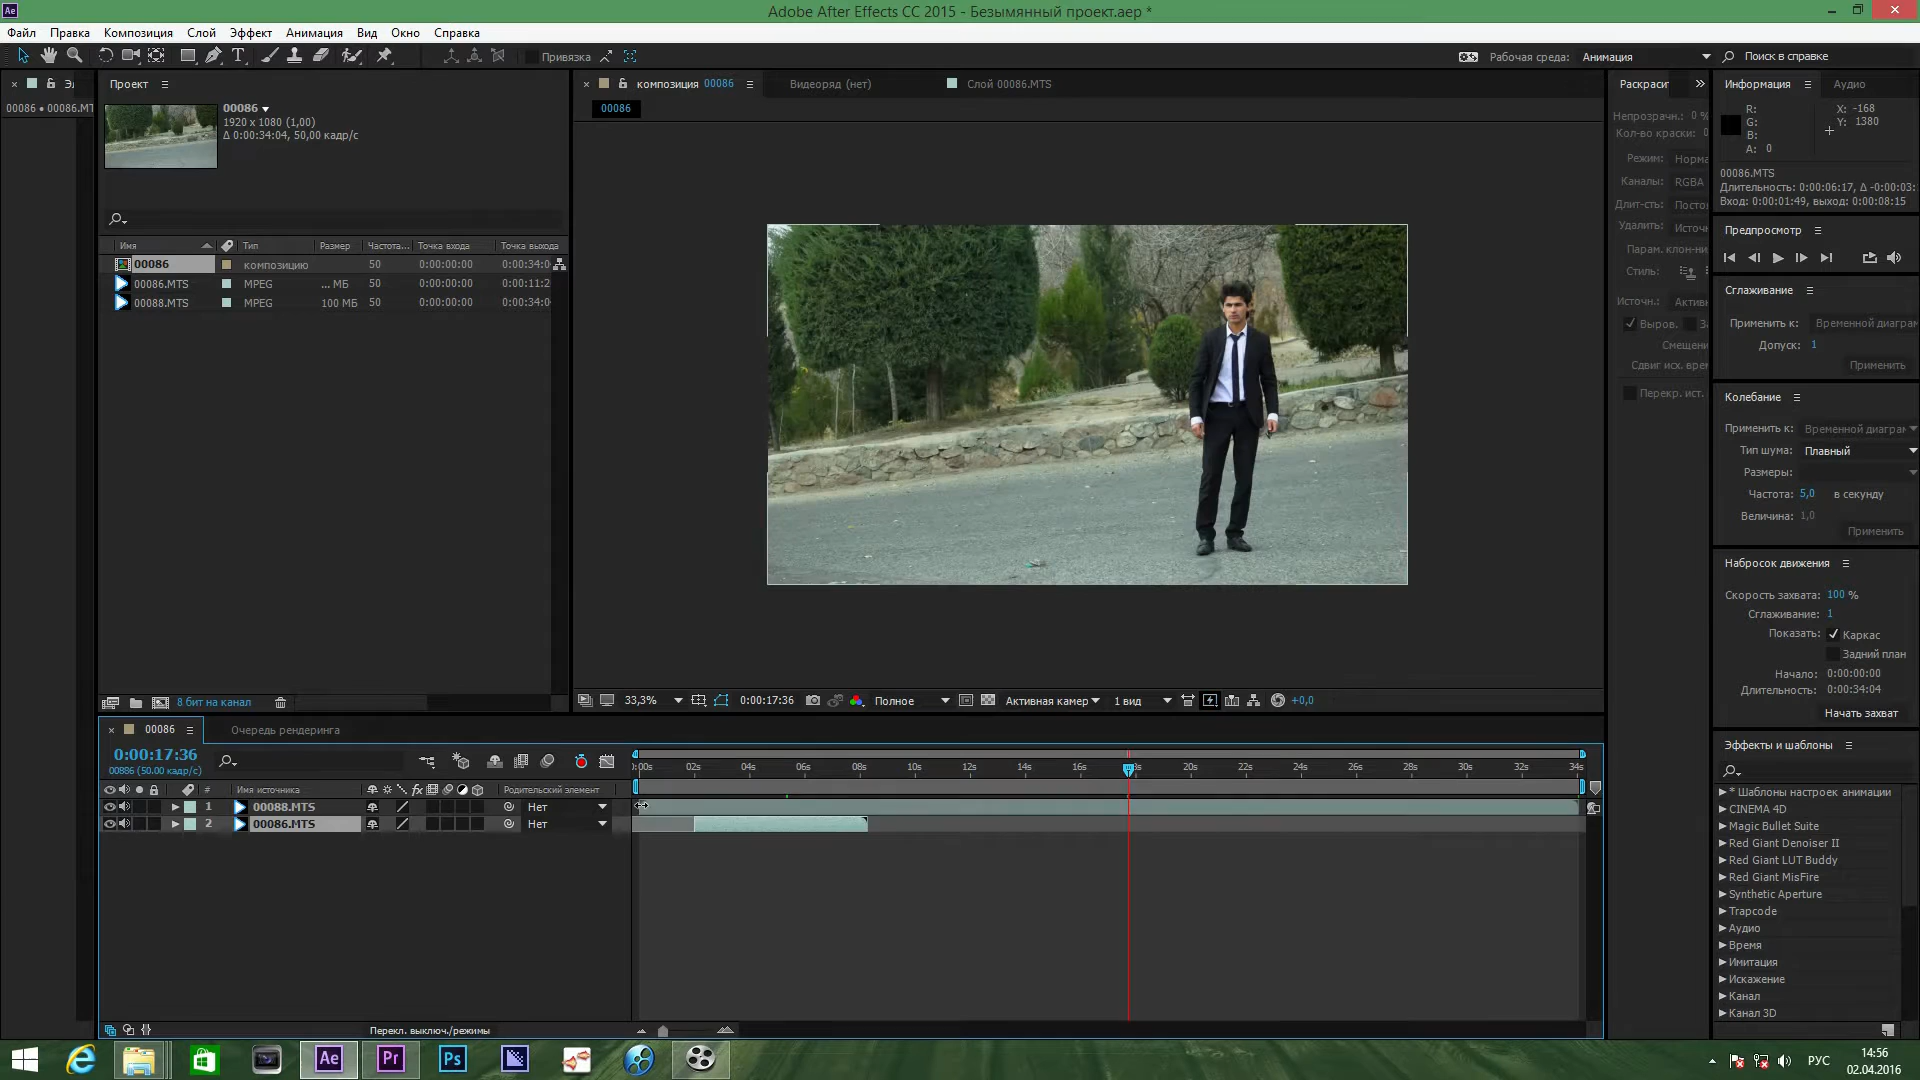 Adobe After Effects CC 2015 - Безымянный проект.aep *
Файл Правка Композиция Слой Эффект Анимация Вид Окно Справка
Привязка
Рабочая среда: Анимация
Поиск в справке
Эл
00086 • 00086.MT
Проект
00086
1920 x 1080 (1,00)
Δ 0:00:34:04, 50,00 кадр/с
Имя Тип Размер Частота... Точка входа Точка выхода
00086 композицию 50 0:00:00:00 0:00:34:0
00086.MTS MPEG ... МБ 50 0:00:00:00 0:00:11:2
00088.MTS MPEG 100 МБ 50 0:00:00:00 0:00:34:0
8 бит на канал
композиция 00086 Видеоряд (нет) Слой 00086.MTS
00086
33,3% 0:00:17:36 Полное Активная камер 1 вид +0,0
Раскрасит
Непрозрачн.: 0 %
Кол-во краски: 0
Режим: Норма
Каналы: RGBA
Длит-сть: Постоя
Удалить: Источн
Парам. клон-ни
Стиль:
Источн.: Актив
Выров. За
Смещени
Сдвиг исх. врем
Перекр. ист.
Информация Аудио
R: X: -168
G: Y: 1380
B:
A: 0
00086.MTS
Длительность: 0:00:06:17, Δ -0:00:03:
Вход: 0:00:01:49, выход: 0:00:08:15
Предпросмотр
Сглаживание
Применить к: Временной диаграм
Допуск: 1
Применить
Колебание
Применить к: Временной диаграм
Тип шума: Плавный
Размеры:
Частота: 5,0 в секунду
Величина: 1,0
Применить
Набросок движения
Скорость захвата: 100 %
Сглаживание: 1
Показать: Каркас
Задний план
Начало: 0:00:00:00
Длительность: 0:00:34:04
Начать захват
Эффекты и шаблоны
* Шаблоны настроек анимации
CINEMA 4D
Magic Bullet Suite
Red Giant Denoiser II
Red Giant LUT Buddy
Red Giant MisFire
Synthetic Aperture
Trapcode
Аудио
Время
Имитация
Искажение
Канал
Канал 3D
00086 Очередь рендеринга
0:00:17:36
00886 (50.00 кадр/с)
):00s 02s 04s 06s 08s 10s 12s 14s 16s 8s 20s 22s 24s 26s 28s 30s 32s 34s
# Имя источника fx Родительский элемент
1 00088.MTS Нет
2 00086.MTS Нет
Перекл. выключ./режимы
Ae Pr Ps
РУС
14:56
02.04.2016